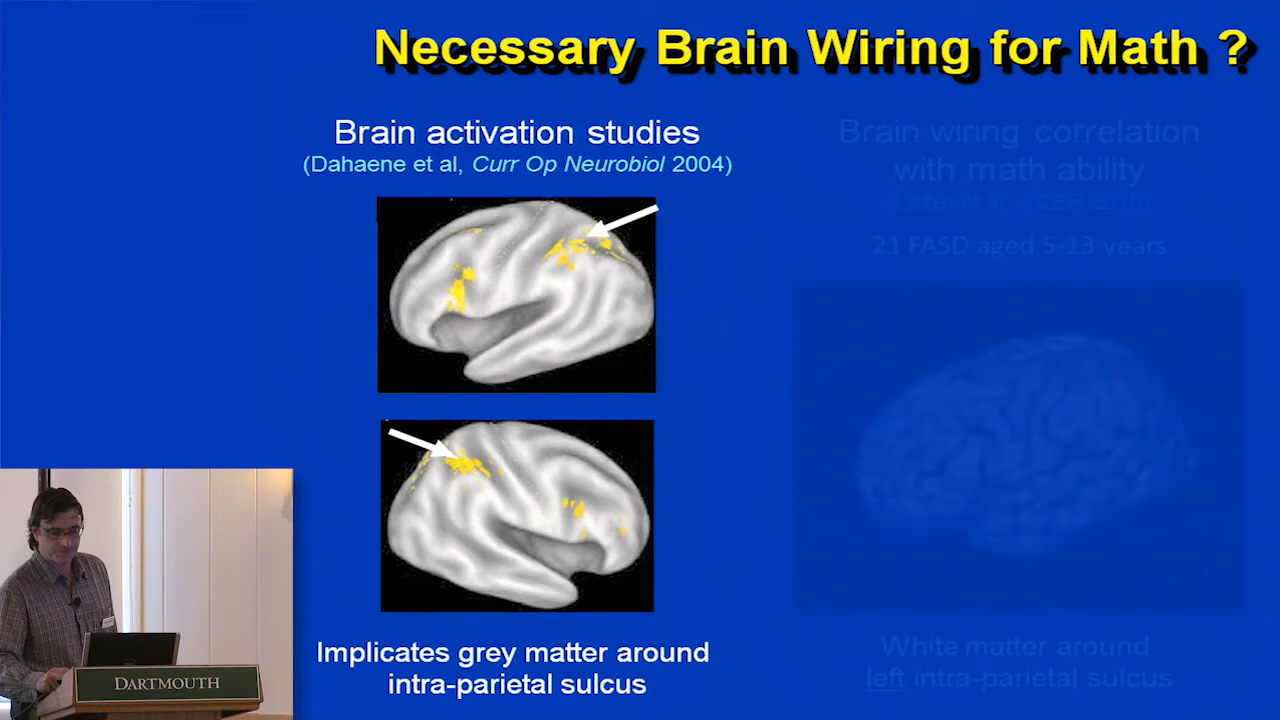 Necessary Brain Wiring for Math ?
Brain activation studies
(Dahaene et al, Curr Op Neurobiol 2004)
Implicates grey matter around
intra-parietal sulcus
Brain wiring correlation
with math ability
21 FASD aged 5-13 years
White matter around
left intra-parietal sulcus
DARTMOUTH